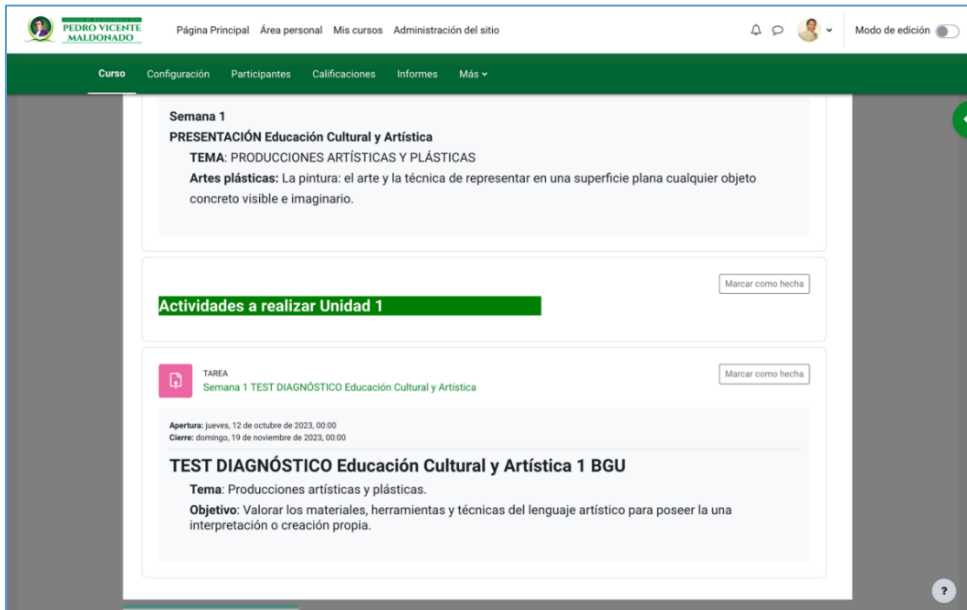 PEDRO VICENTE
MALDONADO
Página Principal Área personal Mis cursos Administración del sitio
Modo de edición
Curso Configuración Participantes Calificaciones Informes Más
Semana 1
PRESENTACIÓN Educación Cultural y Artística
TEMA: PRODUCCIONES ARTÍSTICAS Y PLÁSTICAS
Artes plásticas: La pintura: el arte y la técnica de representar en una superficie plana cualquier objeto
concreto visible e imaginario.
Marcar como hecha
Actividades a realizar Unidad 1
TAREA
Semana 1 TEST DIAGNÓSTICO Educación Cultural y Artística
Marcar como hecha
Apertura: jueves, 12 de octubre de 2023, 00:00
Cierre: domingo, 19 de noviembre de 2023, 00:00
TEST DIAGNÓSTICO Educación Cultural y Artística 1 BGU
Tema: Producciones artísticas y plásticas.
Objetivo: Valorar los materiales, herramientas y técnicas del lenguaje artístico para poseer la una
interpretación o creación propia.
?